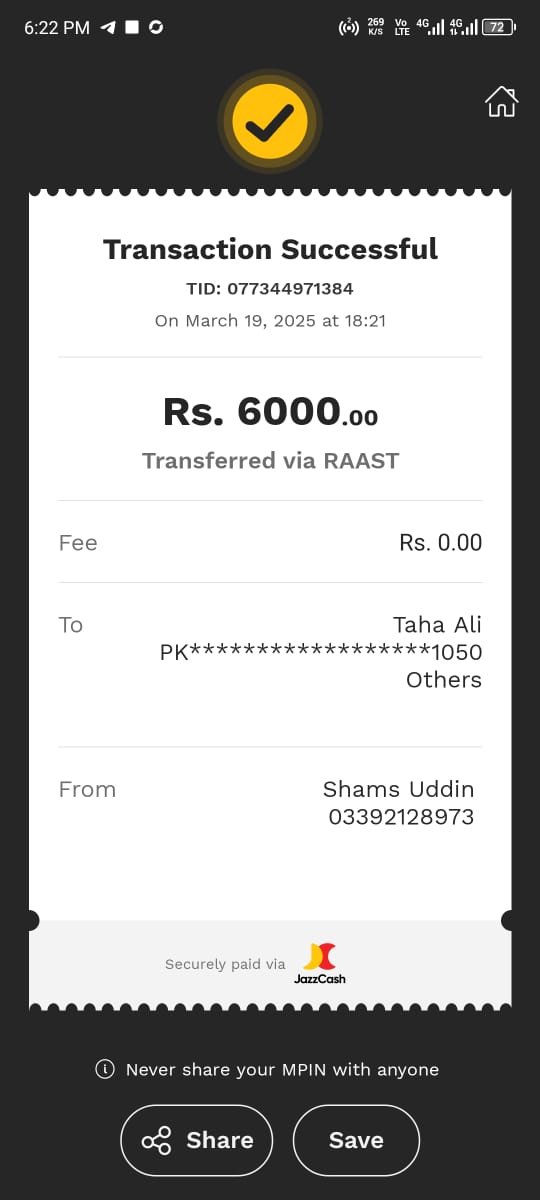 6:22 PM
269 K/S Vo LTE 4G 4G 72
Transaction Successful
TID: 077344971384
On March 19, 2025 at 18:21
Rs. 6000.00
Transferred via RAAST
Fee Rs. 0.00
To Taha Ali
PK******************1050
Others
From Shams Uddin
03392128973
Securely paid via JazzCash
Never share your MPIN with anyone
Share Save